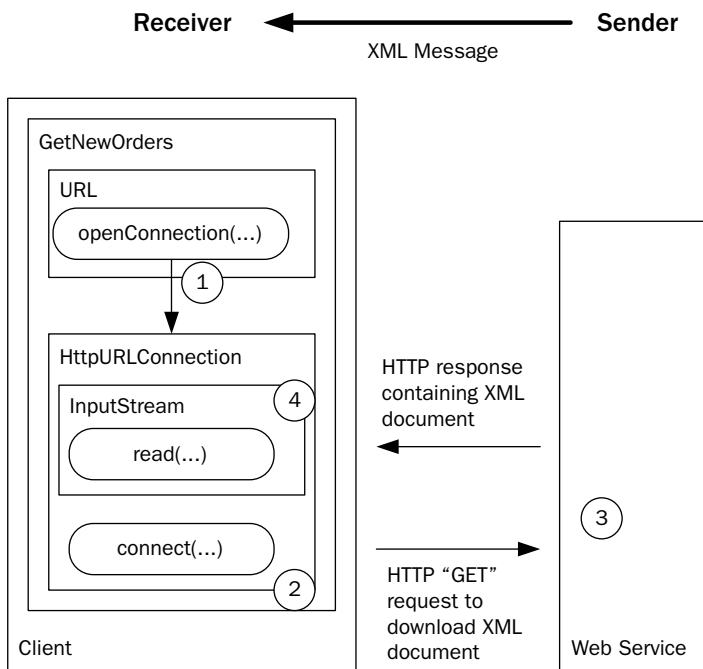 Receiver
Sender
XML Message
GetNewOrders
URL
openConnection(...)
1
HttpURLConnection
4
InputStream
read(...)
connect(...)
2
Client
HTTP response
containing XML
document
3
HTTP “GET”
request to
download XML
document
Web Service